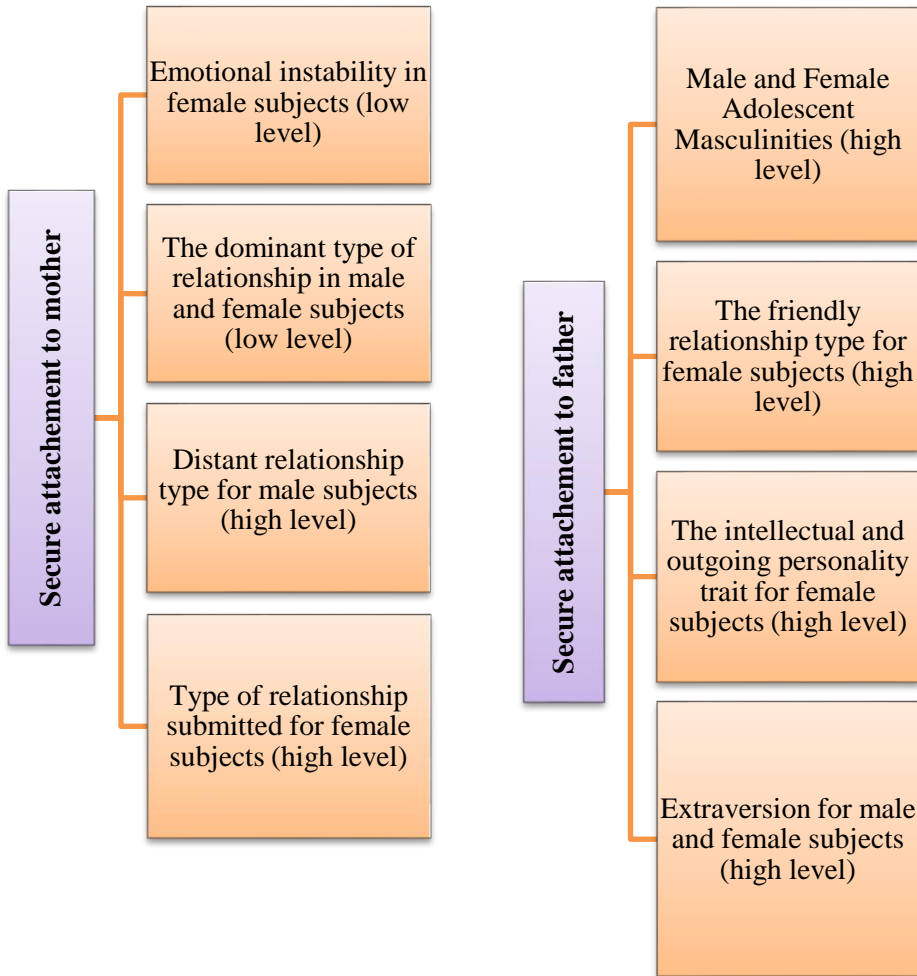 Secure attachement to mother
Emotional instability in
female subjects (low
level)
The dominant type of
relationship in male
and female subjects
(low level)
Distant relationship
type for male subjects
(high level)
Type of relationship
submitted for female
subjects (high level)
Secure attachement to father
Male and Female
Adolescent
Masculinities (high
level)
The friendly
relationship type for
female subjects (high
level)
The intellectual and
outgoing personality
trait for female
subjects (high level)
Extraversion for male
and female subjects
(high level)